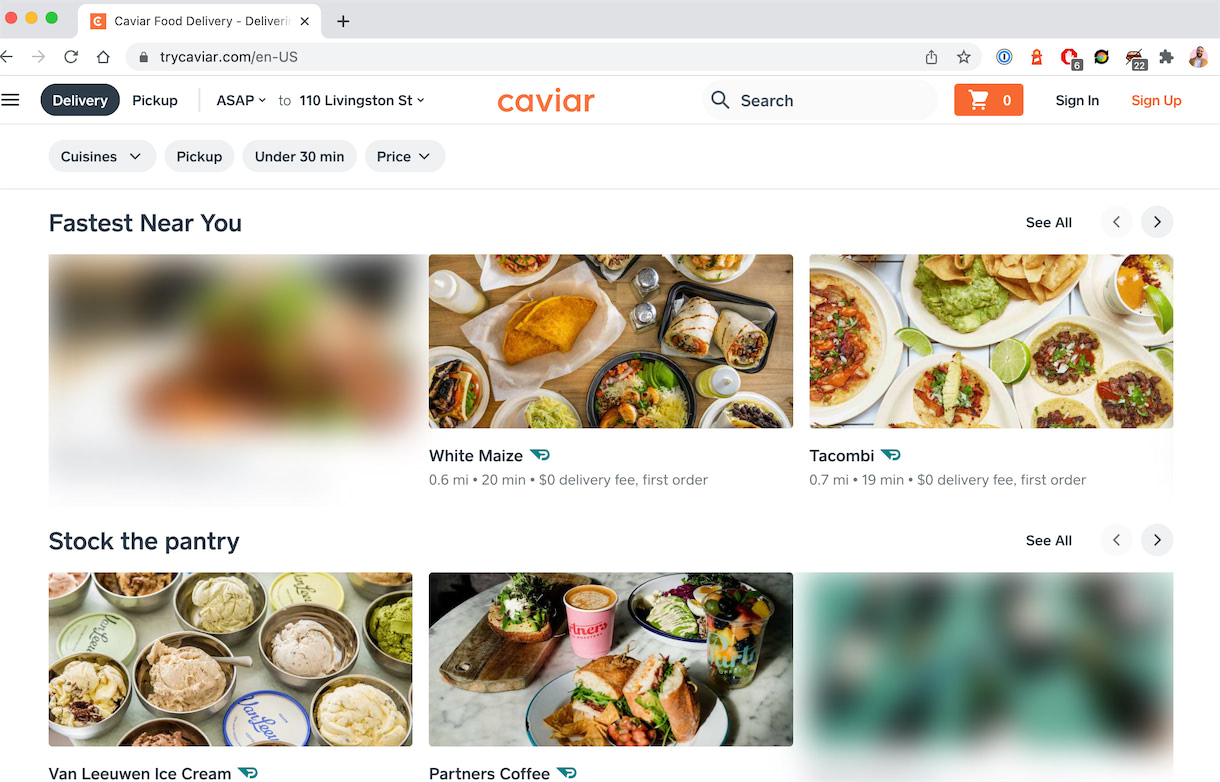 Caviar Food Delivery - Deliverin
trycaviar.com/en-US
6
22
Delivery
Pickup
ASAP
to
110 Livingston St
caviar
Search
0
Sign In
Sign Up
Cuisines
Pickup
Under 30 min
Price
Fastest Near You
See All
White Maize
0.6 mi • 20 min • $0 delivery fee, first order
Tacombi
0.7 mi • 19 min • $0 delivery fee, first order
Stock the pantry
See All
Van Leeuwen Ice Cream
Partners Coffee